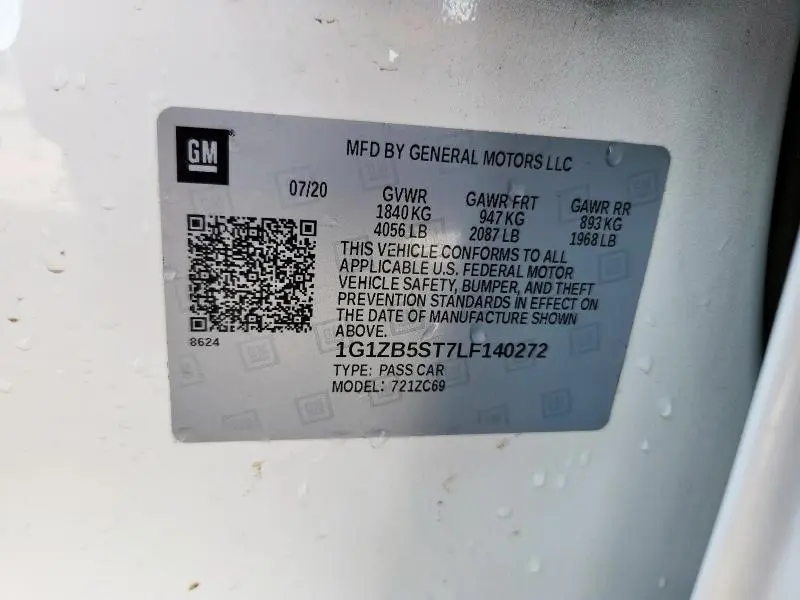 GM
MFD BY GENERAL MOTORS LLC
07/20
GVWR
1840 KG
4056 LB
GAWR FRT
947 KG
2087 LB
GAWR RR
893 KG
1968 LB
THIS VEHICLE CONFORMS TO ALL
APPLICABLE U.S. FEDERAL MOTOR
VEHICLE SAFETY, BUMPER, AND THEFT
PREVENTION STANDARDS IN EFFECT ON
THE DATE OF MANUFACTURE SHOWN
ABOVE.
8624
1G1ZB5ST7LF140272
TYPE: PASS CAR
MODEL: 721ZC69